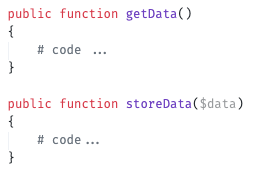 public function getData()
{
    # code ...
}

public function storeData($data)
{
    # code...
}